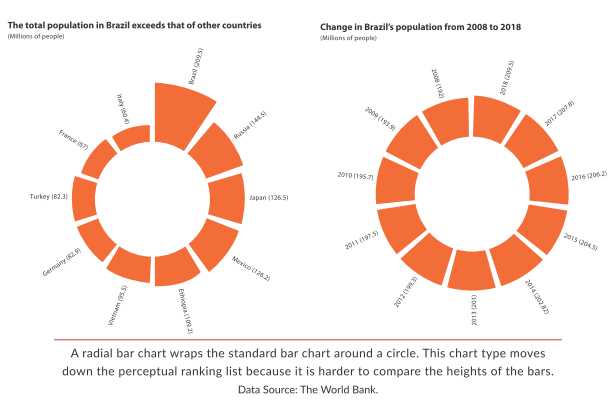 The total population in Brazil exceeds that of other countries
(Millions of people)
Brazil (209.5)
Russia (144.5)
Japan (126.5)
Mexico (126.2)
Ethiopia (109.2)
Vietnam (95.5)
Germany (82.9)
Turkey (82.3)
France (67)
Italy (60.4)
Change in Brazil's population from 2008 to 2018
(Millions of people)
2018 (209.5)
2017 (207.8)
2016 (206.2)
2015 (204.5)
2014 (202.82)
2013 (201)
2012 (199.3)
2011 (197.5)
2010 (195.7)
2009 (193.9)
2008 (192)
A radial bar chart wraps the standard bar chart around a circle. This chart type moves
down the perceptual ranking list because it is harder to compare the heights of the bars.
Data Source: The World Bank.